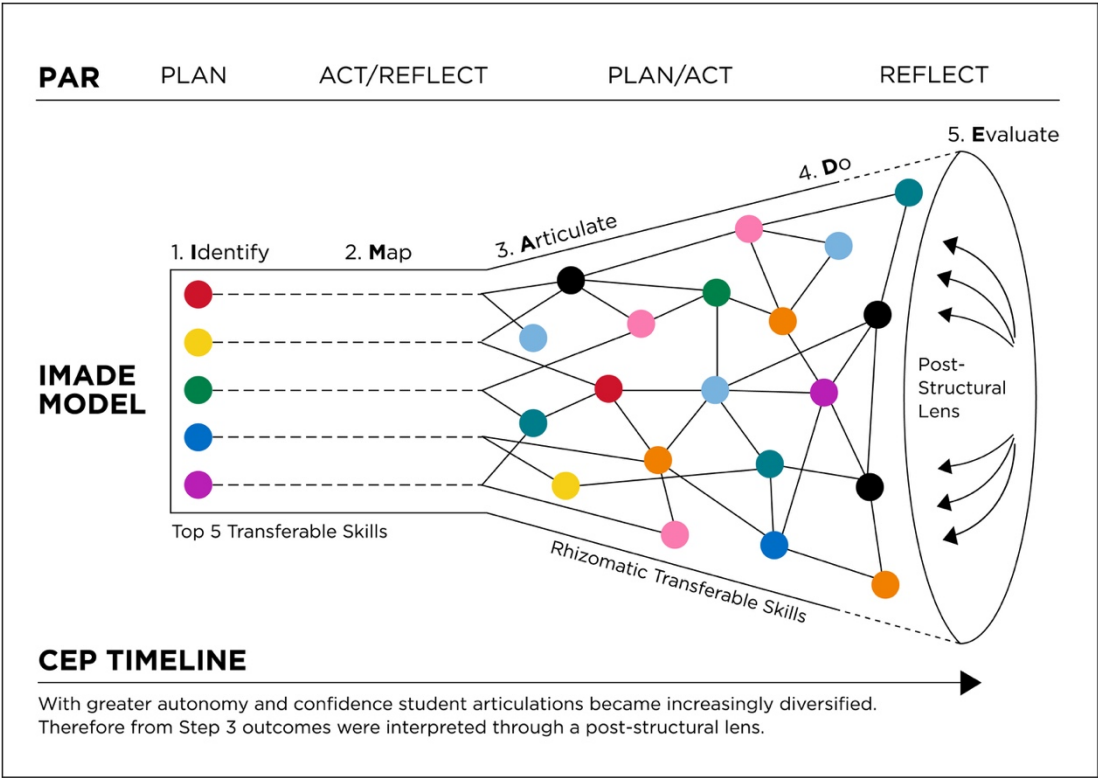 PAR PLAN ACT/REFLECT PLAN/ACT REFLECT
5. Evaluate
4. Do
3. Articulate
1. Identify 2. Map
IMADE
MODEL
Post-
Structural
Lens
Top 5 Transferable Skills
Rhizomatic Transferable Skills
CEP TIMELINE
With greater autonomy and confidence student articulations became increasingly diversified.
Therefore from Step 3 outcomes were interpreted through a post-structural lens.